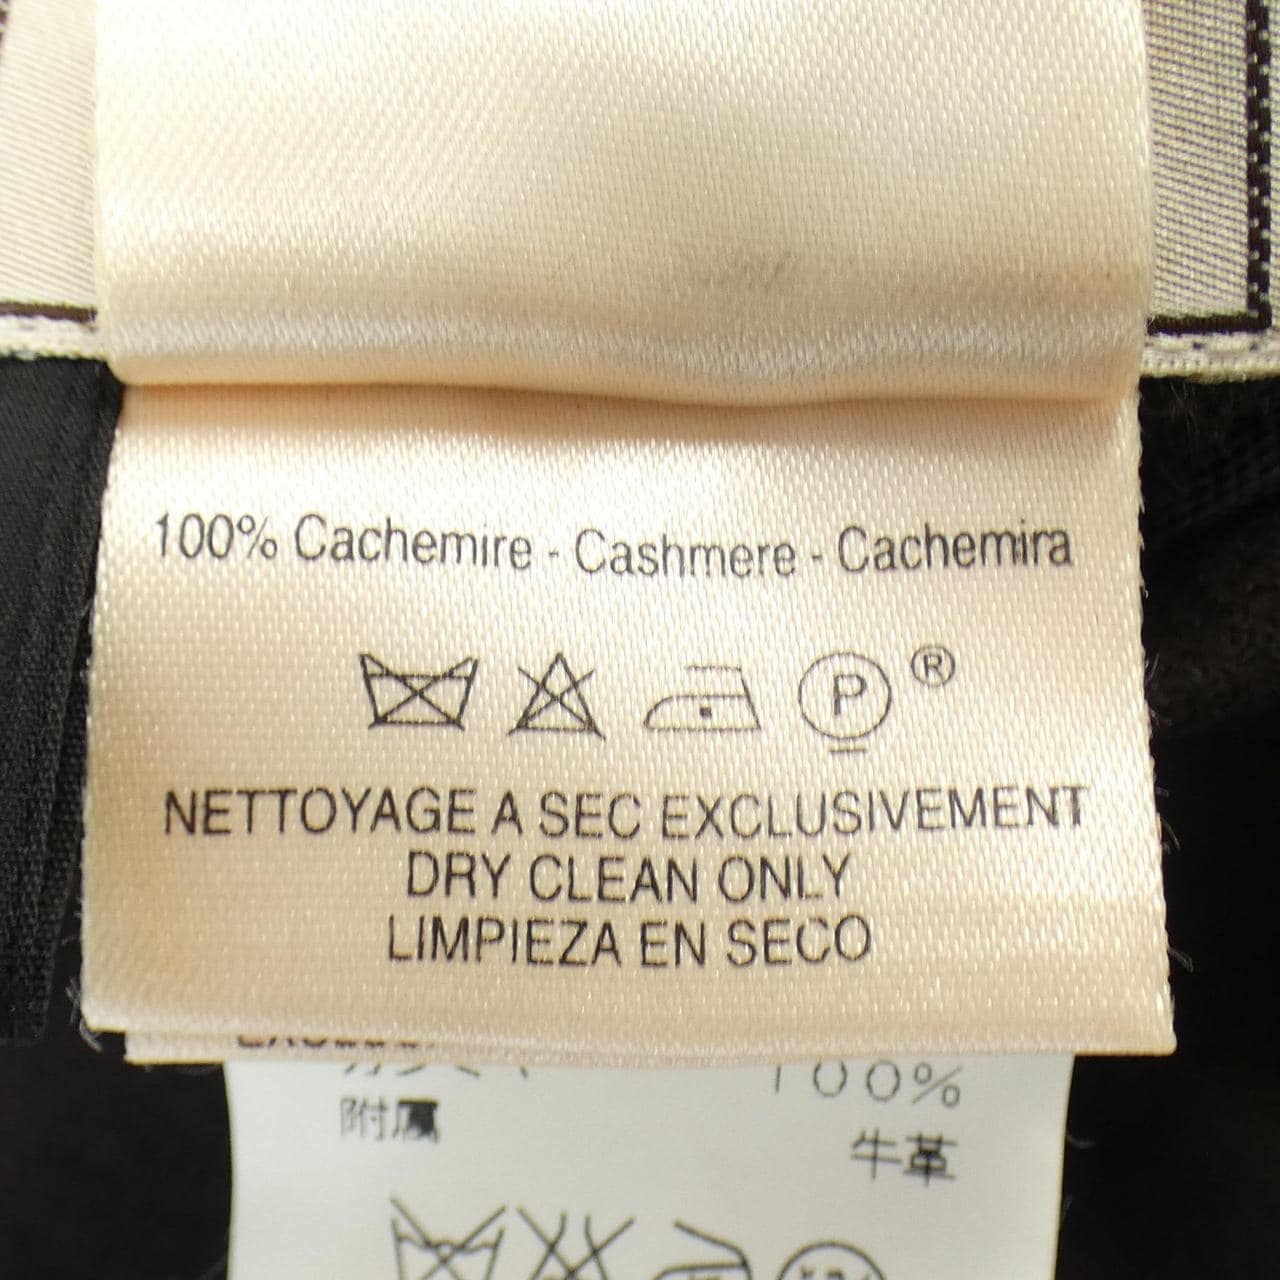 100% Cachemire - Cashmere - Cachemira
P ®
NETTOYAGE A SEC EXCLUSIVEMENT
DRY CLEAN ONLY
LIMPIEZA EN SECO
100%
附属
牛革